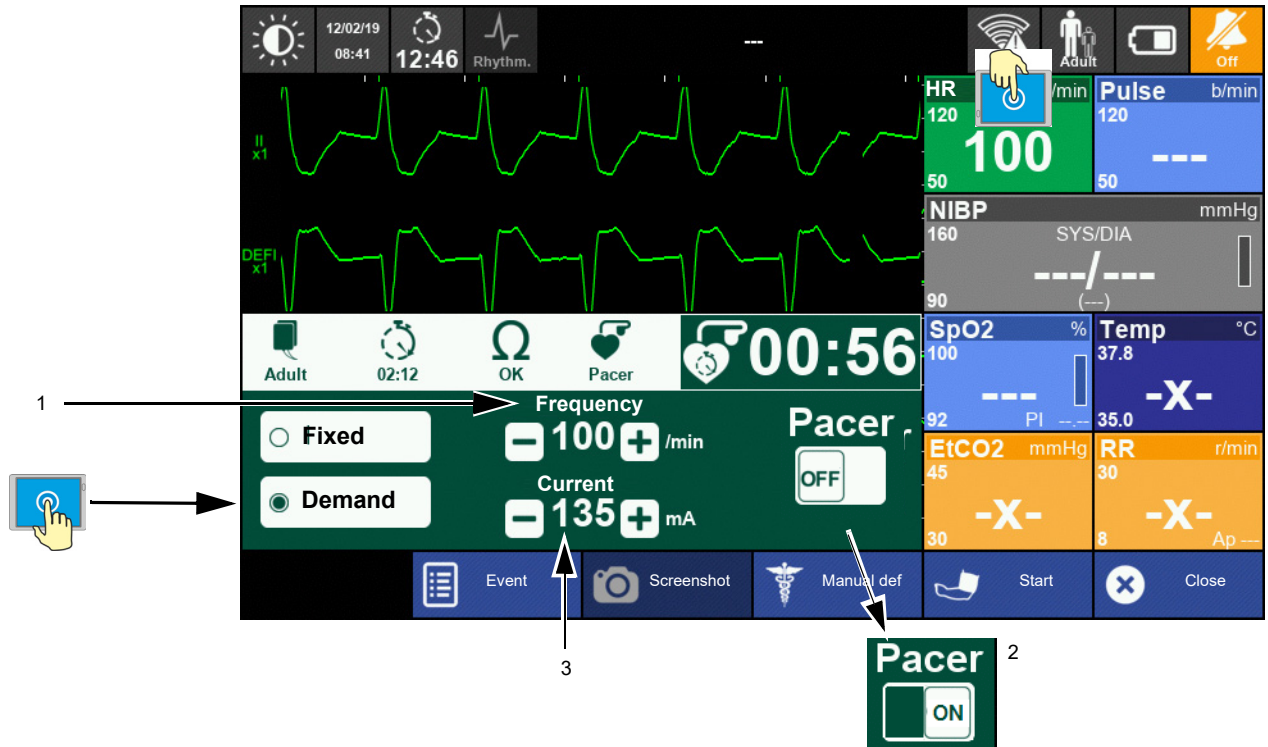 12/02/19
08:41
12:46
Rhythm.
---
Adult
Off
II
x1
DEFI
x1
HR /min
120
100
50
Pulse b/min
120
---
50
NIBP mmHg
160 SYS/DIA
---/---
90 (---)
SpO2 %
100
---
92 PI --.--
Temp °C
37.8
-X-
35.0
EtCO2 mmHg
45
-X-
30
RR r/min
30
-X-
8 Ap ---
Adult
02:12
Ω
OK
Pacer
00:56
1
Fixed
Demand
Frequency
100 /min
Current
135 mA
Pacer
OFF
Event
Screenshot
Manual def
Start
Close
3
Pacer
ON
2